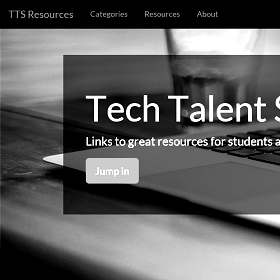 TTS Resources Categories Resources About
Tech Talent S
Links to great resources for students a
Jump in